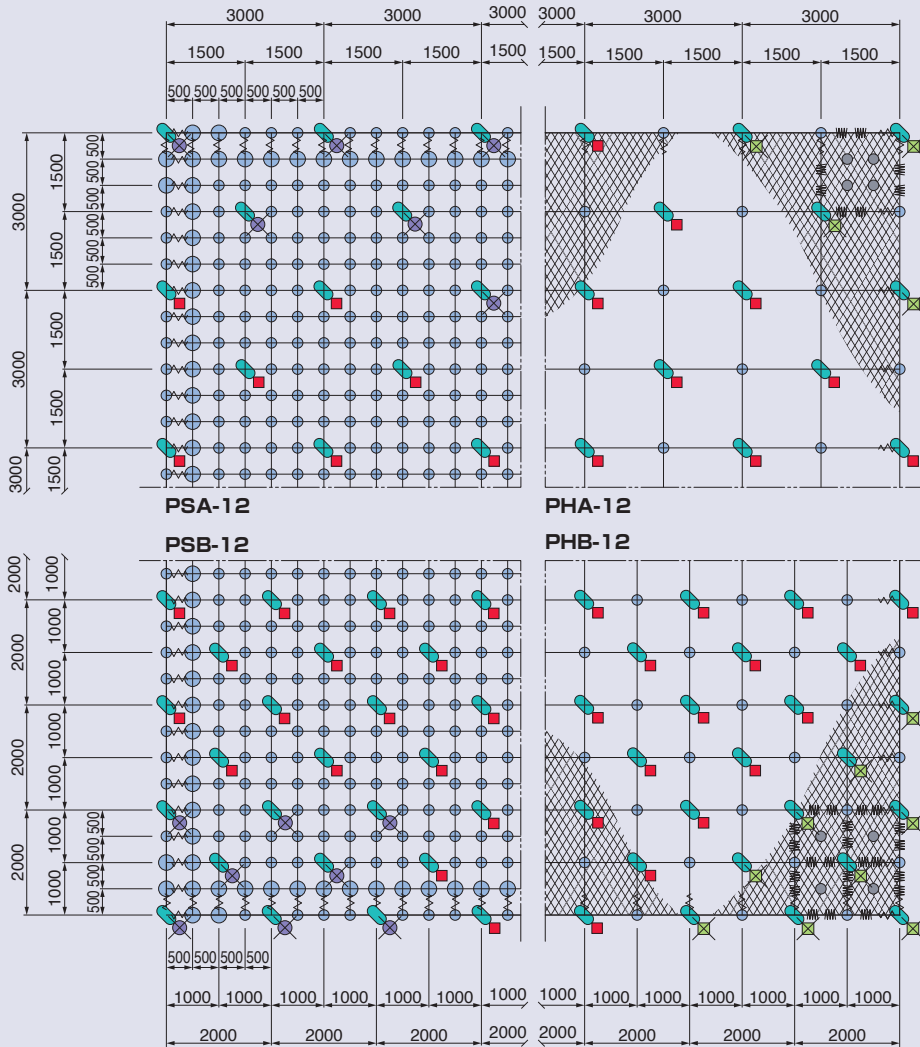 3000 3000 3000 3000 3000 3000
1500 1500 1500 1500 1500 1500 1500 1500 1500 1500
500 500 500 500 500 500
3000 1500 500 500
1500 500 500 500 500
3000 1500
1500
3000 1500
PSA-12 PHA-12
PSB-12 PHB-12
2000 1000
2000 1000
1000
2000 1000
1000
2000 1000 500 500
1000 500 500
500 500 500 500
1000 1000 1000 1000 1000 1000 1000 1000 1000 1000 1000 1000 1000 1000
2000 2000 2000 2000 2000 2000 2000 2000